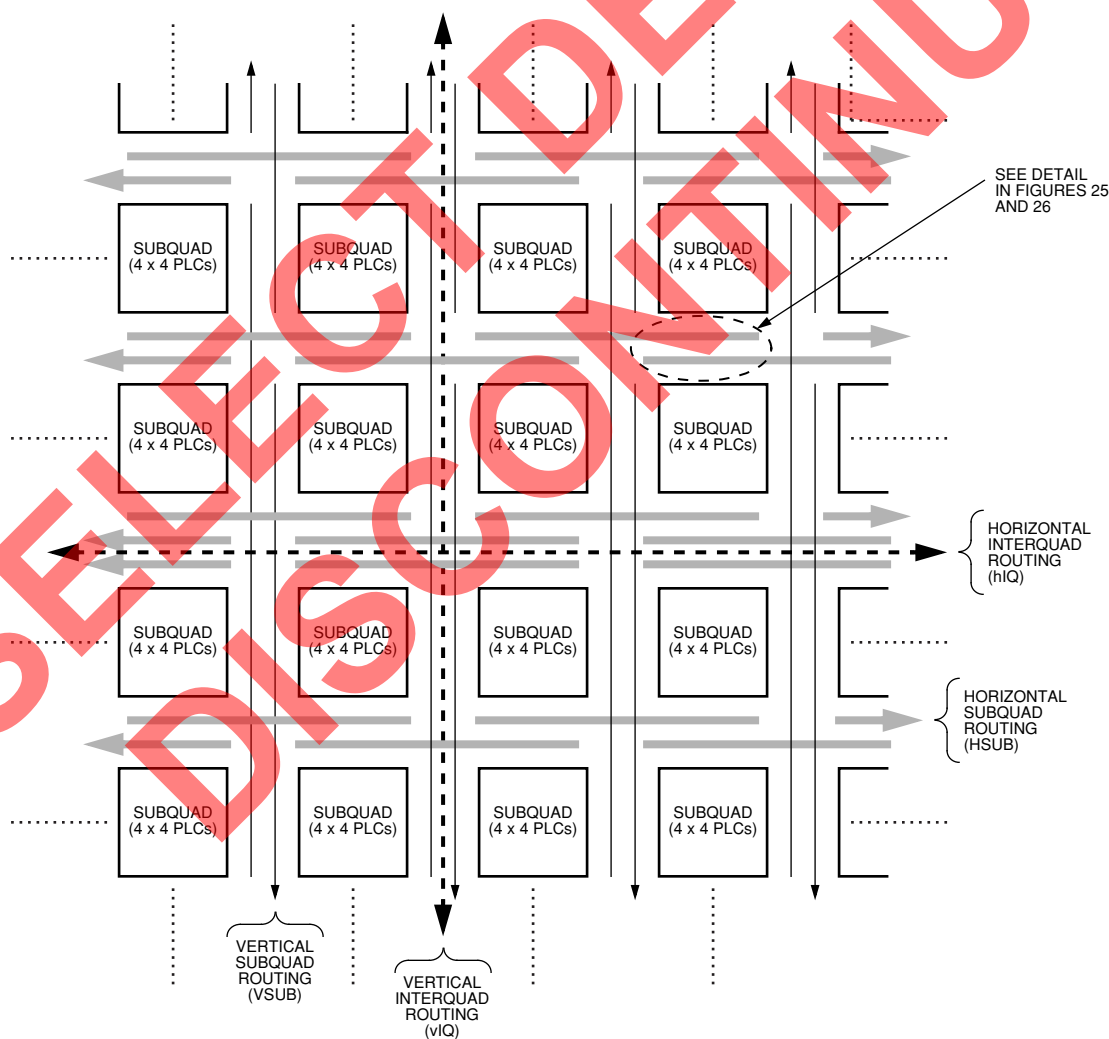 SELECT DE
DISCONTINU
SEE DETAIL
IN FIGURES 25
AND 26
SUBQUAD
(4 x 4 PLCs)
SUBQUAD
(4 x 4 PLCs)
SUBQUAD
(4 x 4 PLCs)
SUBQUAD
(4 x 4 PLCs)
SUBQUAD
(4 x 4 PLCs)
SUBQUAD
(4 x 4 PLCs)
SUBQUAD
(4 x 4 PLCs)
SUBQUAD
(4 x 4 PLCs)
HORIZONTAL
INTERQUAD
ROUTING
(hIQ)
SUBQUAD
(4 x 4 PLCs)
SUBQUAD
(4 x 4 PLCs)
SUBQUAD
(4 x 4 PLCs)
SUBQUAD
(4 x 4 PLCs)
HORIZONTAL
SUBQUAD
ROUTING
(HSUB)
SUBQUAD
(4 x 4 PLCs)
SUBQUAD
(4 x 4 PLCs)
SUBQUAD
(4 x 4 PLCs)
SUBQUAD
(4 x 4 PLCs)
VERTICAL
SUBQUAD
ROUTING
(VSUB)
VERTICAL
INTERQUAD
ROUTING
(vIQ)